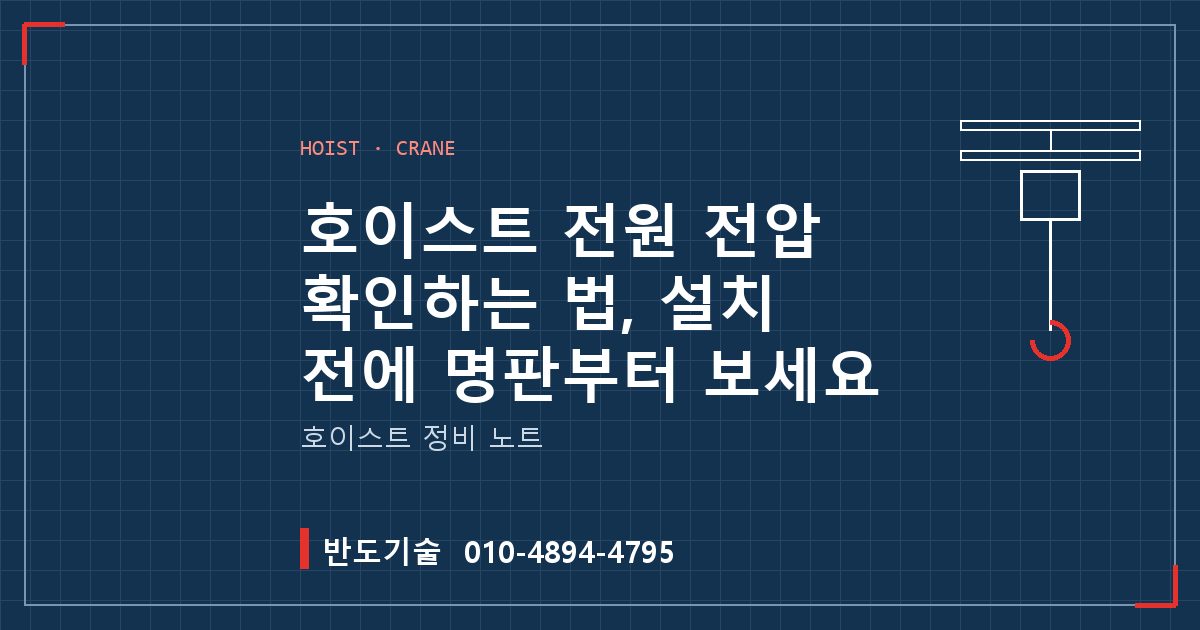 HOIST · CRANE
호이스트 전원 전압
확인하는 법, 설치
전에 명판부터 보세요
호이스트 정비 노트
반도기술 010-4894-4795